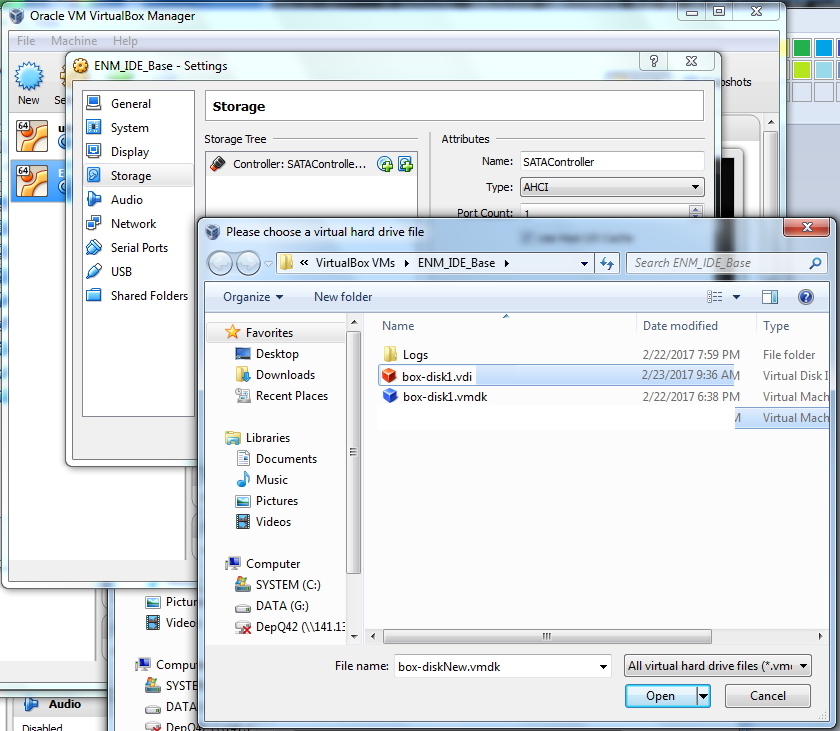 Oracle VM VirtualBox Manager
File Machine Help
New
ENM_IDE_Base - Settings
General
System
Display
Storage
Audio
Network
Serial Ports
USB
Shared Folders
Storage
Storage Tree
Controller: SATAControlle...
Attributes
Name: SATAController
Type: AHCI
Port Count: 1
Please choose a virtual hard drive file
« VirtualBox VMs ENM_IDE_Base
Search ENM_IDE_Base
Organize New folder
Favorites
Desktop
Downloads
Recent Places
Libraries
Documents
Music
Pictures
Videos
Computer
SYSTEM (C:)
DATA (G:)
DepQ42 (\\141.13
Name Date modified Type
Logs 2/22/2017 7:59 PM File folder
box-disk1.vdi 2/23/2017 9:36 AM Virtual Disk I
box-disk1.vmdk 2/22/2017 6:38 PM Virtual Mach
Virtual Mach
File name: box-diskNew.vmdk
All virtual hard drive files (*.vm
Open Cancel
64
64
Pictur
Video
Compu
SYSTE
DATA
DepQ42
Audio
Disabled